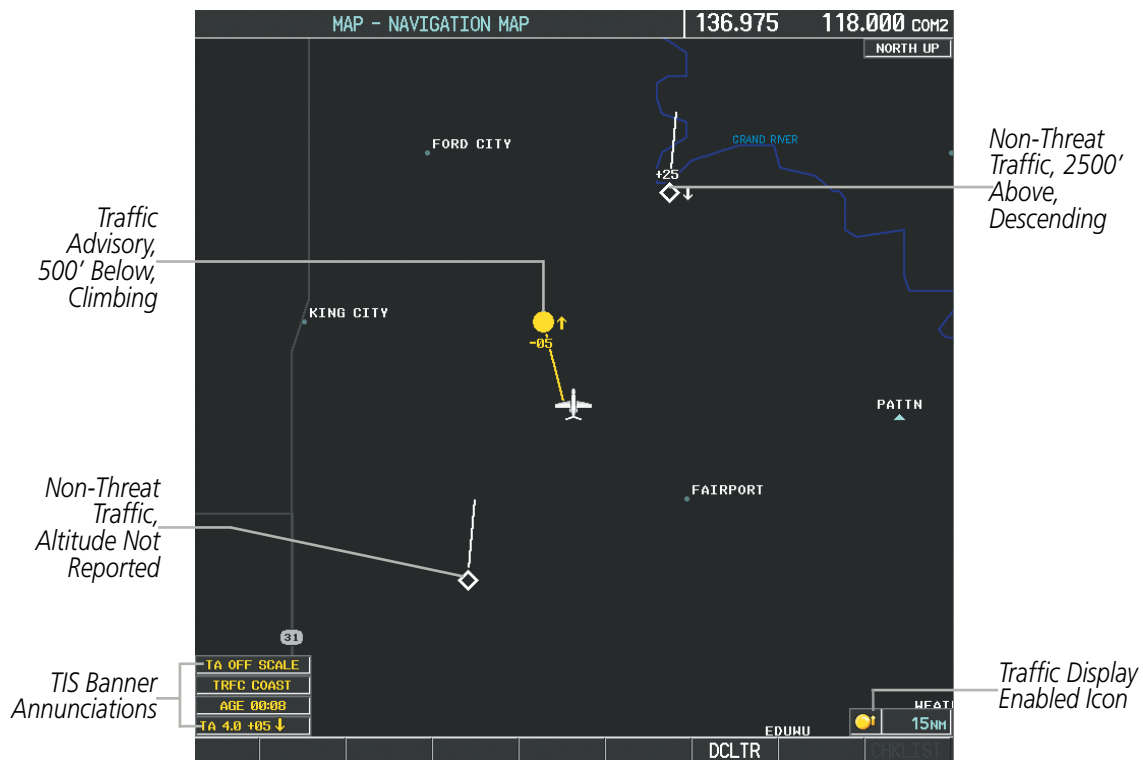 MAP - NAVIGATION MAP
136.975 118.000 COM2
NORTH UP
GRAND RIVER
FORD CITY
+25
Non-Threat
Traffic, 2500'
Above,
Descending
Traffic
Advisory,
500' Below,
Climbing
KING CITY
-05
PATTN
FAIRPORT
Non-Threat
Traffic,
Altitude Not
Reported
31
TA OFF SCALE
TRFC COAST
AGE 00:08
TA 4.0 +05
TIS Banner
Annunciations
Traffic Display
Enabled Icon
15NM
EDUWU
DCLTR
CHKLIST